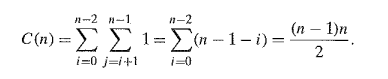 C(n) = \sum_{i=0}^{n-2} \sum_{j=i+1}^{n-1} 1 = \sum_{i=0}^{n-2} (n - 1 - i) = \frac{(n - 1)n}{2}.